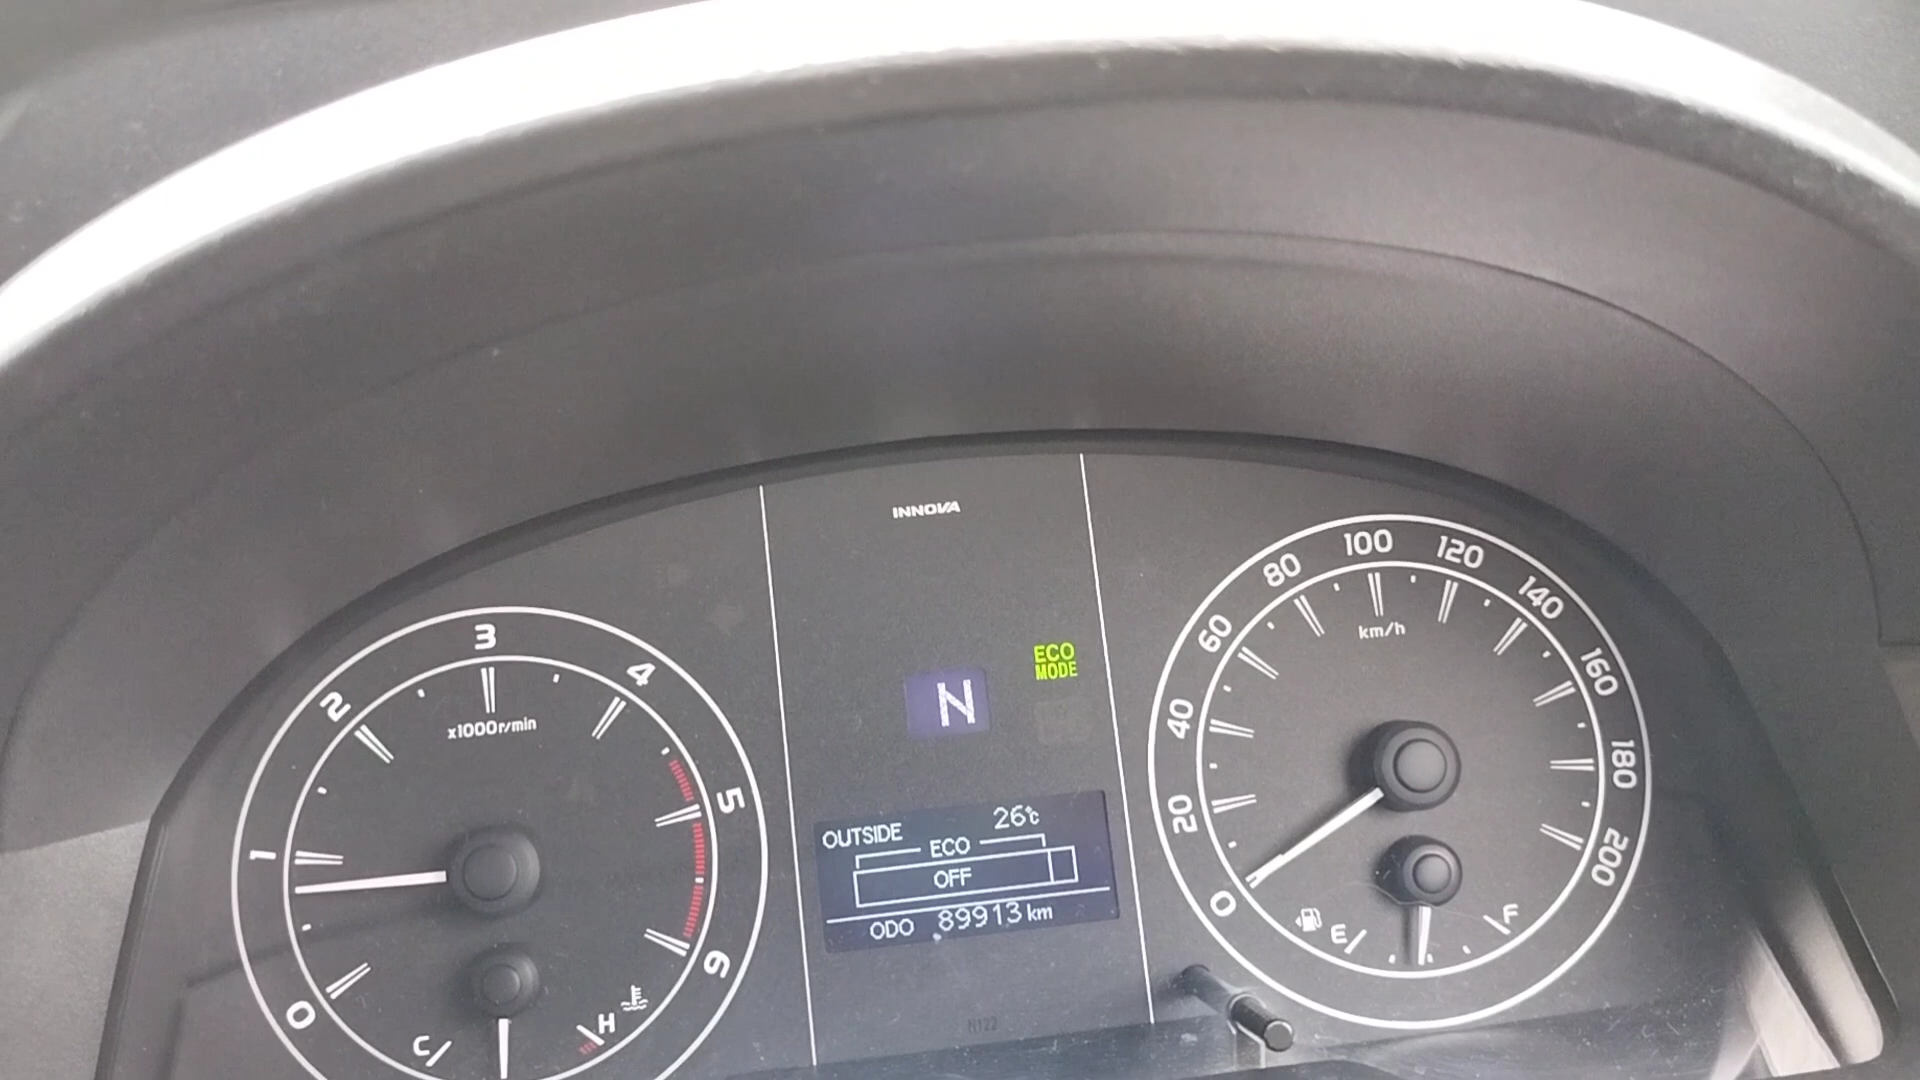 INNOVA
ECO
MODE
N
OUTSIDE 26°C
ECO
OFF
ODO 89913 km
0
1
2
3
4
5
6
x1000r/min
C
H
0
20
40
60
80
100
120
140
160
180
200
km/h
E
F
N122